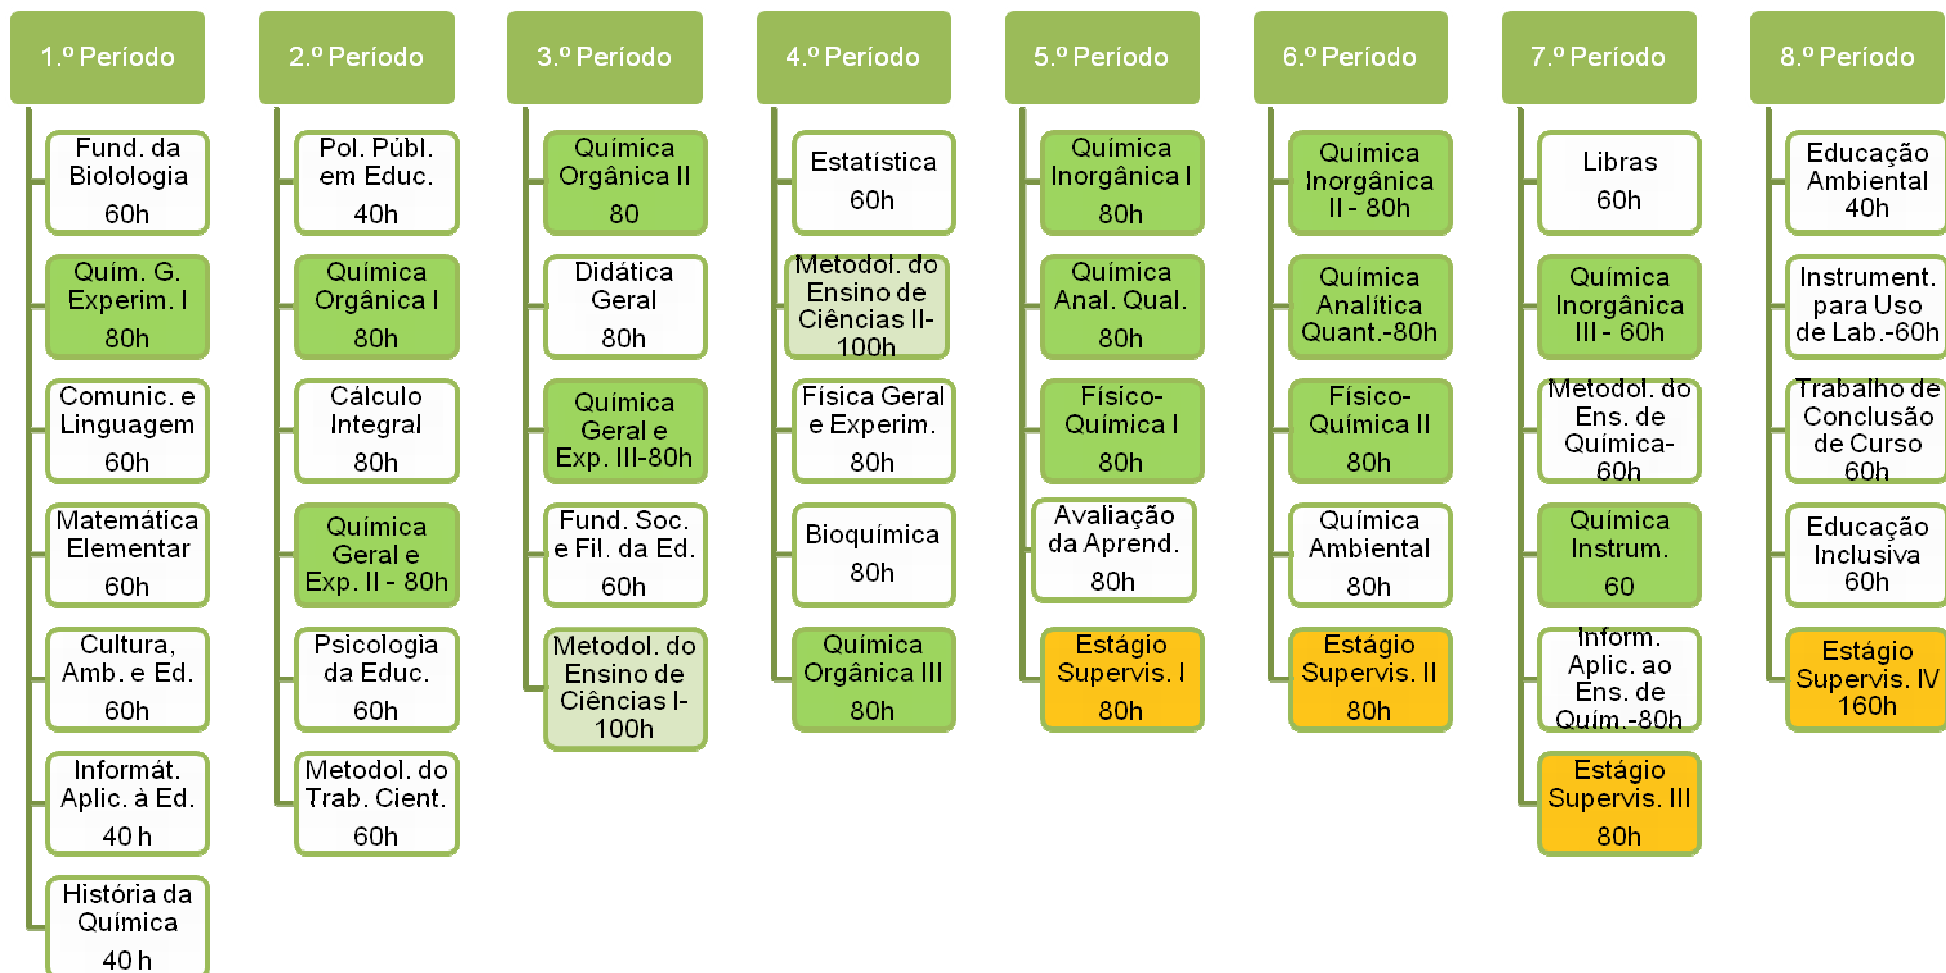 1.º Período
Fund. da
Biolologia
60h
Quím. G.
Experim. I
80h
Comunic. e
Linguagem
60h
Matemática
Elementar
60h
Cultura,
Amb. e Ed.
60h
Informát.
Aplic. à Ed.
40 h
História da
Química
40 h
2.º Período
Pol. Públ.
em Educ.
40h
Química
Orgânica I
80h
Cálculo
Integral
80h
Química
Geral e
Exp. II - 80h
Psicologia
da Educ.
60h
Metodol. do
Trab. Cient.
60h
3.º Período
Química
Orgânica II
80
Didática
Geral
80h
Química
Geral e
Exp. III-80h
Fund. Soc.
e Fil. da Ed.
60h
Metodol. do
Ensino de
Ciências I-
100h
4.º Período
Estatística
60h
Metodol. do
Ensino de
Ciências II-
100h
Física Geral
e Experim.
80h
Bioquímica
80h
Química
Orgânica III
80h
5.º Período
Química
Inorgânica I
80h
Química
Anal. Qual.
80h
Físico-
Química I
80h
Avaliação
da Aprend.
80h
Estágio
Supervis. I
80h
6.º Período
Química
Inorgânica
II - 80h
Química
Analítica
Quant.-80h
Físico-
Química II
80h
Química
Ambiental
80h
Estágio
Supervis. II
80h
7.º Período
Libras
60h
Química
Inorgânica
III - 60h
Metodol. do
Ens. de
Química-
60h
Química
Instrum.
60
Inform.
Aplic. ao
Ens. de
Quím.-80h
Estágio
Supervis. III
80h
8.º Período
Educação
Ambiental
40h
Instrument.
para Uso
de Lab.-60h
Trabalho de
Conclusão
de Curso
60h
Educação
Inclusiva
60h
Estágio
Supervis. IV
160h